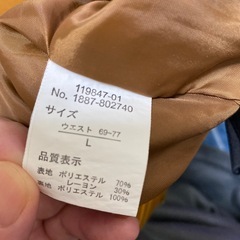 119847-01
No. 1887-802740
サイズ
ウエスト 69-77
L
品質表示
表地 ポリエステル 70%
レーヨン 30%
裏地 ポリエステル 100%